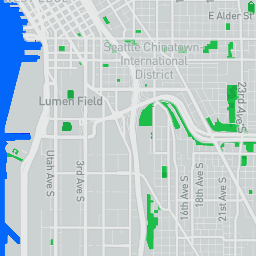 E Alder St
Seattle Chinatown-
International
District
Lumen Field
23rd Ave S
Utah Ave S
3rd Ave S
16th Ave S
18th Ave S
21st Ave S